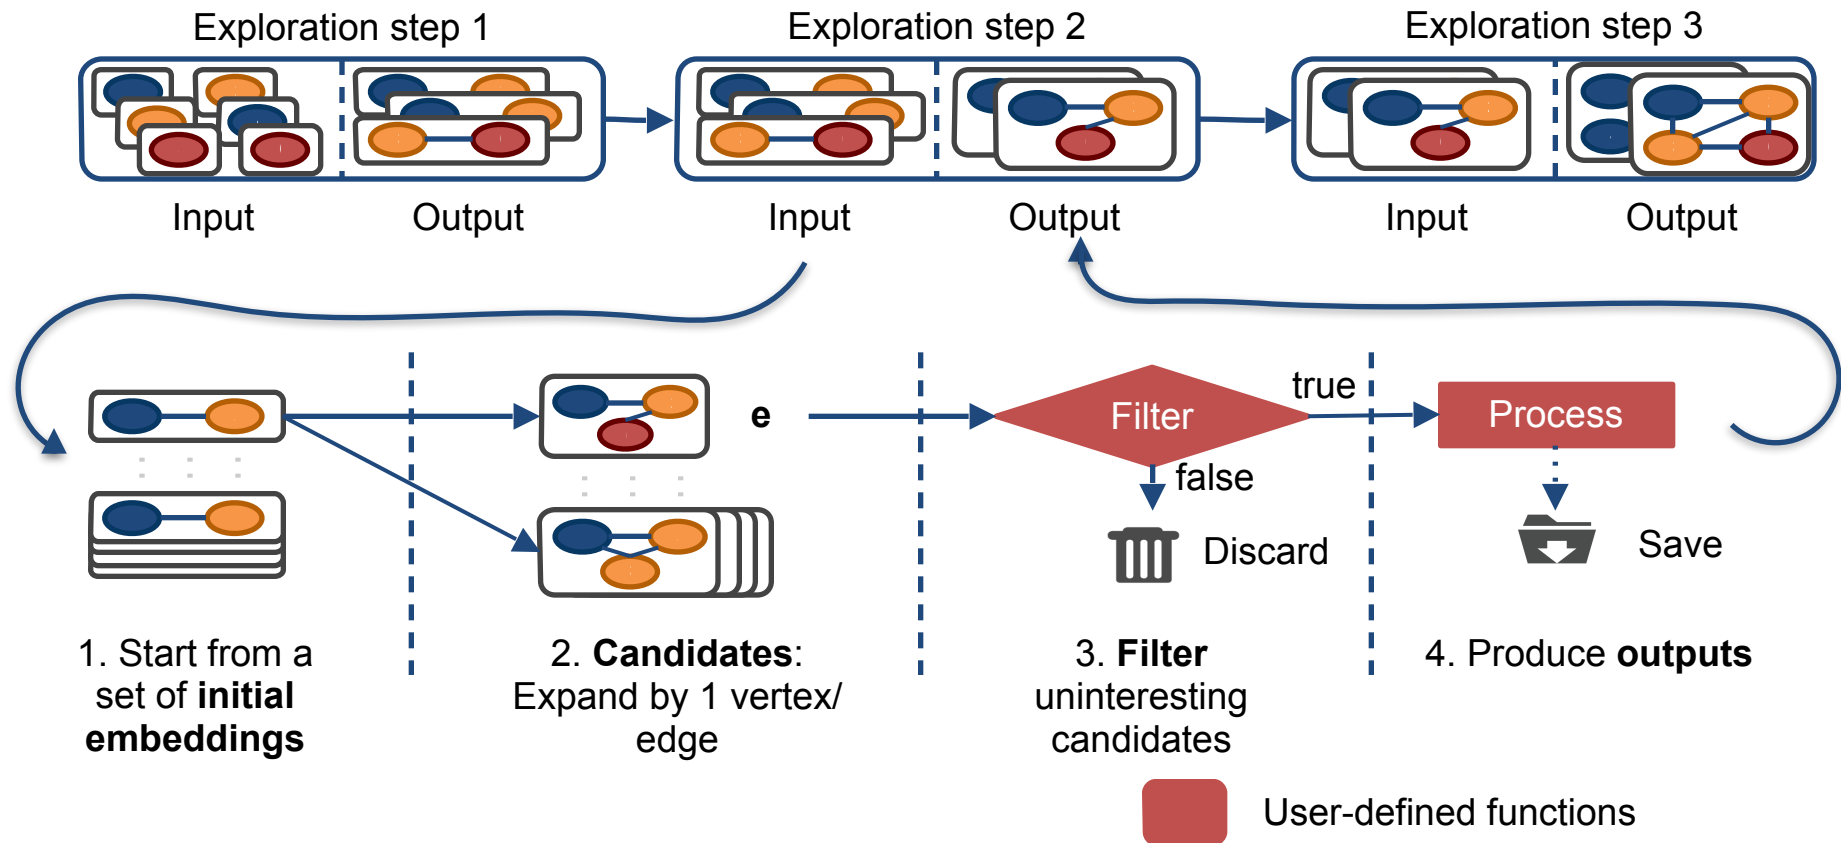 Exploration step 1
Exploration step 2
Exploration step 3
Input
Output
Input
Output
Input
Output
e
Filter
true
false
Process
Discard
Save
1. Start from a
set of initial
embeddings
2. Candidates:
Expand by 1 vertex/
edge
3. Filter
uninteresting
candidates
4. Produce outputs
User-defined functions